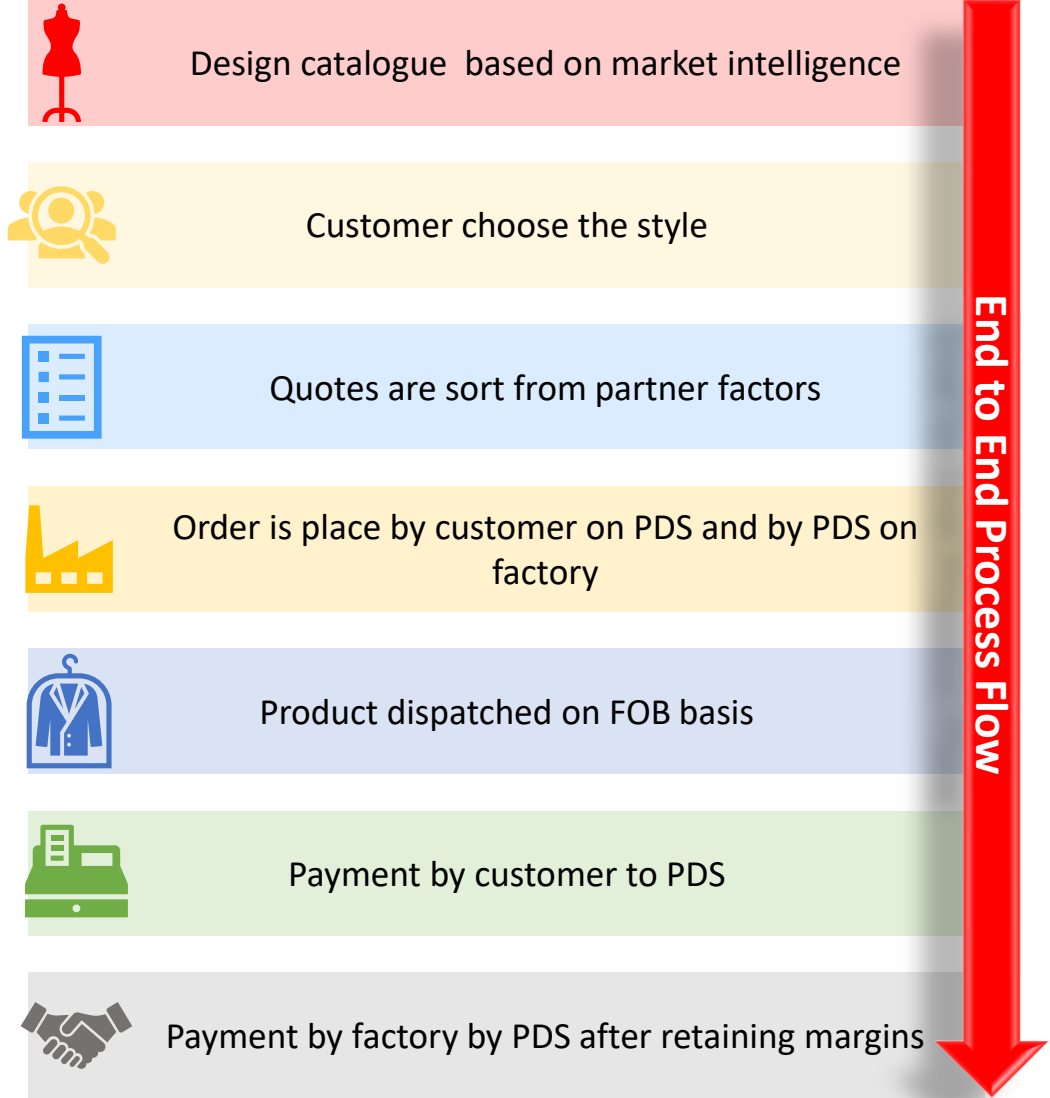 Design catalogue  based on market intelligence
Customer choose the style
Quotes are sort from partner factors
Order is place by customer on PDS and by PDS on
factory
Product dispatched on FOB basis
Payment by customer to PDS
Payment by factory by PDS after retaining margins
End to End Process Flow